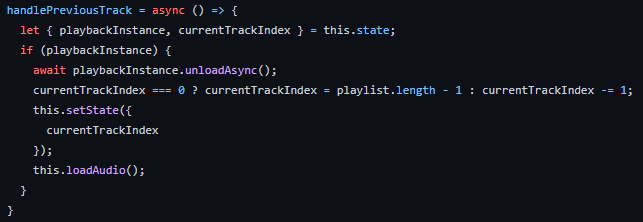 handlePreviousTrack = async () => {
let { playbackInstance, currentTrackIndex } = this.state;
if (playbackInstance) {
await playbackInstance.unloadAsync();
currentTrackIndex === 0 ? currentTrackIndex = playlist.length - 1 : currentTrackIndex -= 1;
this.setState({
currentTrackIndex
});
this.loadAudio();
}
}